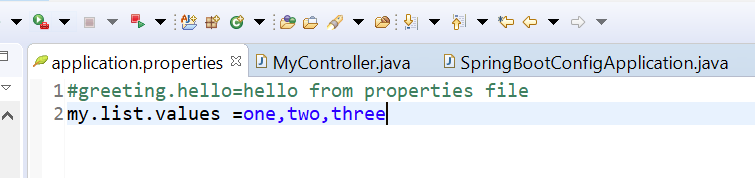 application.properties MyController.java SpringBootConfigApplication.java
1 #greeting.hello=hello from properties file
2 my.list.values =one,two,three